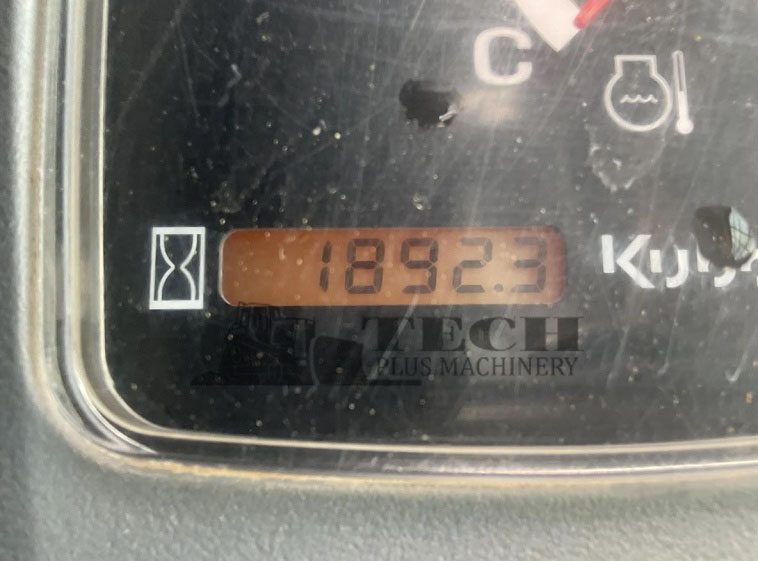 C
1892.3
TECH
PLUS MACHINERY